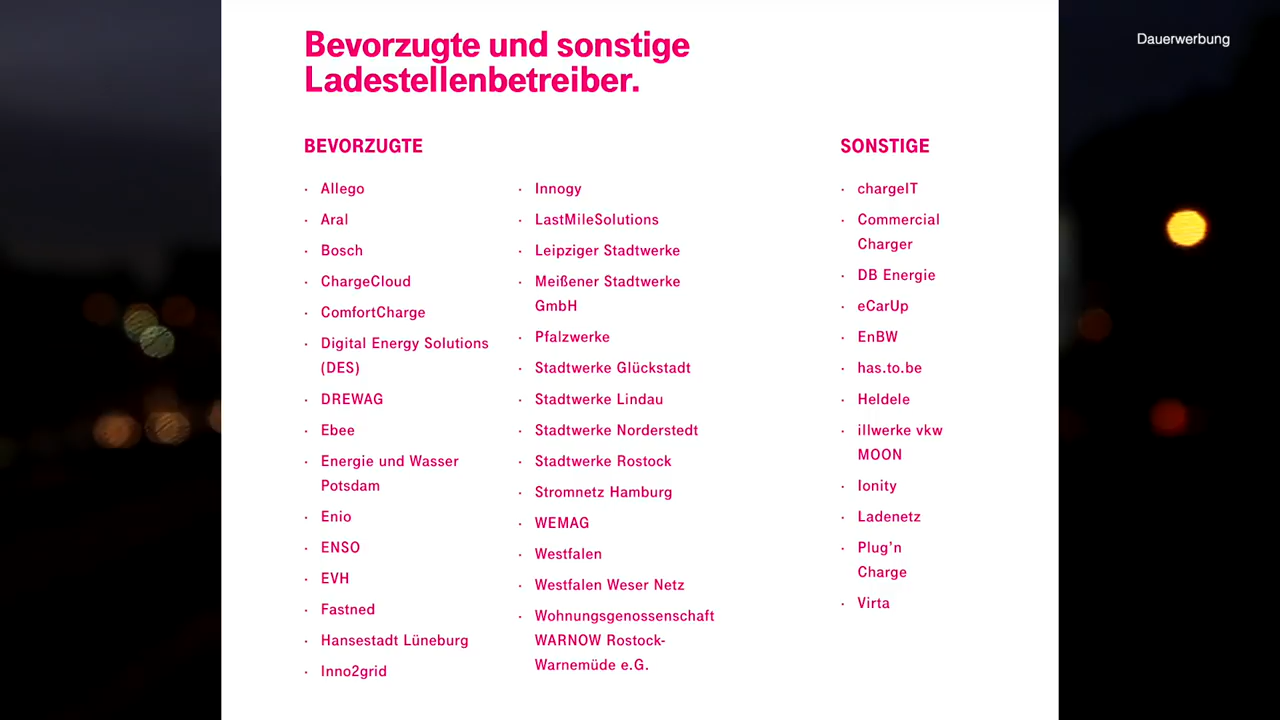 Bevorzugte und sonstige
Ladestellenbetreiber.
Dauerwerbung
BEVORZUGTE
· Allego
· Aral
· Bosch
· ChargeCloud
· ComfortCharge
· Digital Energy Solutions
(DES)
· DREWAG
· Ebee
· Energie und Wasser
Potsdam
· Enio
· ENSO
· EVH
· Fastned
· Hansestadt Lüneburg
· Inno2grid
· Innogy
· LastMileSolutions
· Leipziger Stadtwerke
· Meißener Stadtwerke
GmbH
· Pfalzwerke
· Stadtwerke Glückstadt
· Stadtwerke Lindau
· Stadtwerke Norderstedt
· Stadtwerke Rostock
· Stromnetz Hamburg
· WEMAG
· Westfalen
· Westfalen Weser Netz
· Wohnungsgenossenschaft
WARNOW Rostock-
Warnemüde e.G.
SONSTIGE
· chargeIT
· Commercial
Charger
· DB Energie
· eCarUp
· EnBW
· has.to.be
· Heldele
· illwerke vkw
MOON
· Ionity
· Ladenetz
· Plug’n
Charge
· Virta